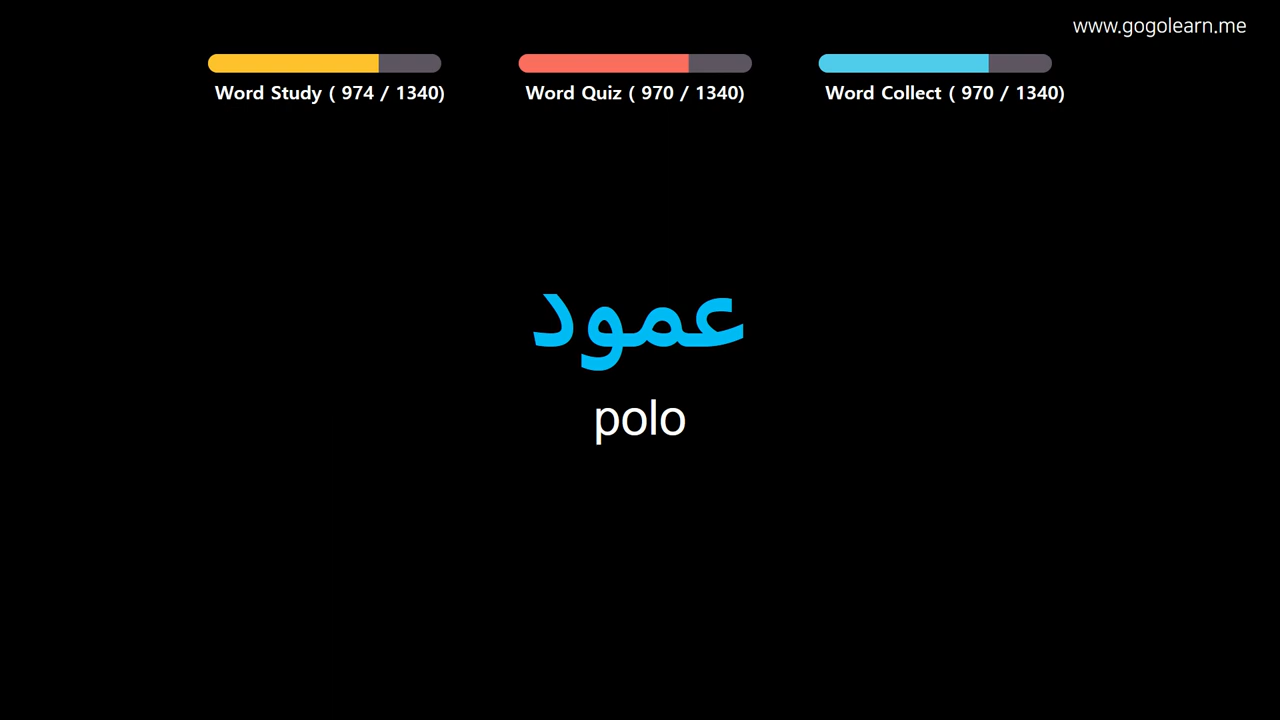 www.gogolearn.me
Word Study ( 974 / 1340)
Word Quiz ( 970 / 1340)
Word Collect ( 970 / 1340)
عمود
polo